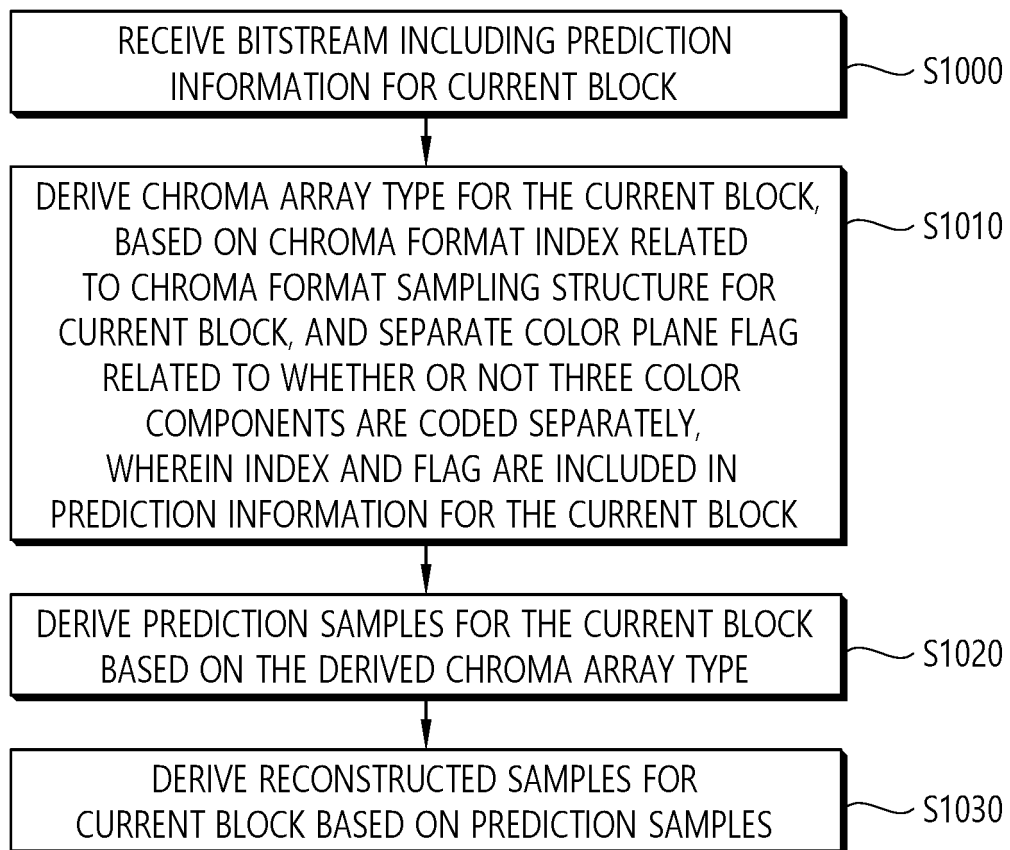 RECEIVE BITSTREAM INCLUDING PREDICTION
INFORMATION FOR CURRENT BLOCK
S1000
DERIVE CHROMA ARRAY TYPE FOR THE CURRENT BLOCK,
BASED ON CHROMA FORMAT INDEX RELATED
TO CHROMA FORMAT SAMPLING STRUCTURE FOR
CURRENT BLOCK, AND SEPARATE COLOR PLANE FLAG
RELATED TO WHETHER OR NOT THREE COLOR
COMPONENTS ARE CODED SEPARATELY,
WHEREIN INDEX AND FLAG ARE INCLUDED IN
PREDICTION INFORMATION FOR THE CURRENT BLOCK
S1010
DERIVE PREDICTION SAMPLES FOR THE CURRENT BLOCK
BASED ON THE DERIVED CHROMA ARRAY TYPE
S1020
DERIVE RECONSTRUCTED SAMPLES FOR
CURRENT BLOCK BASED ON PREDICTION SAMPLES
S1030